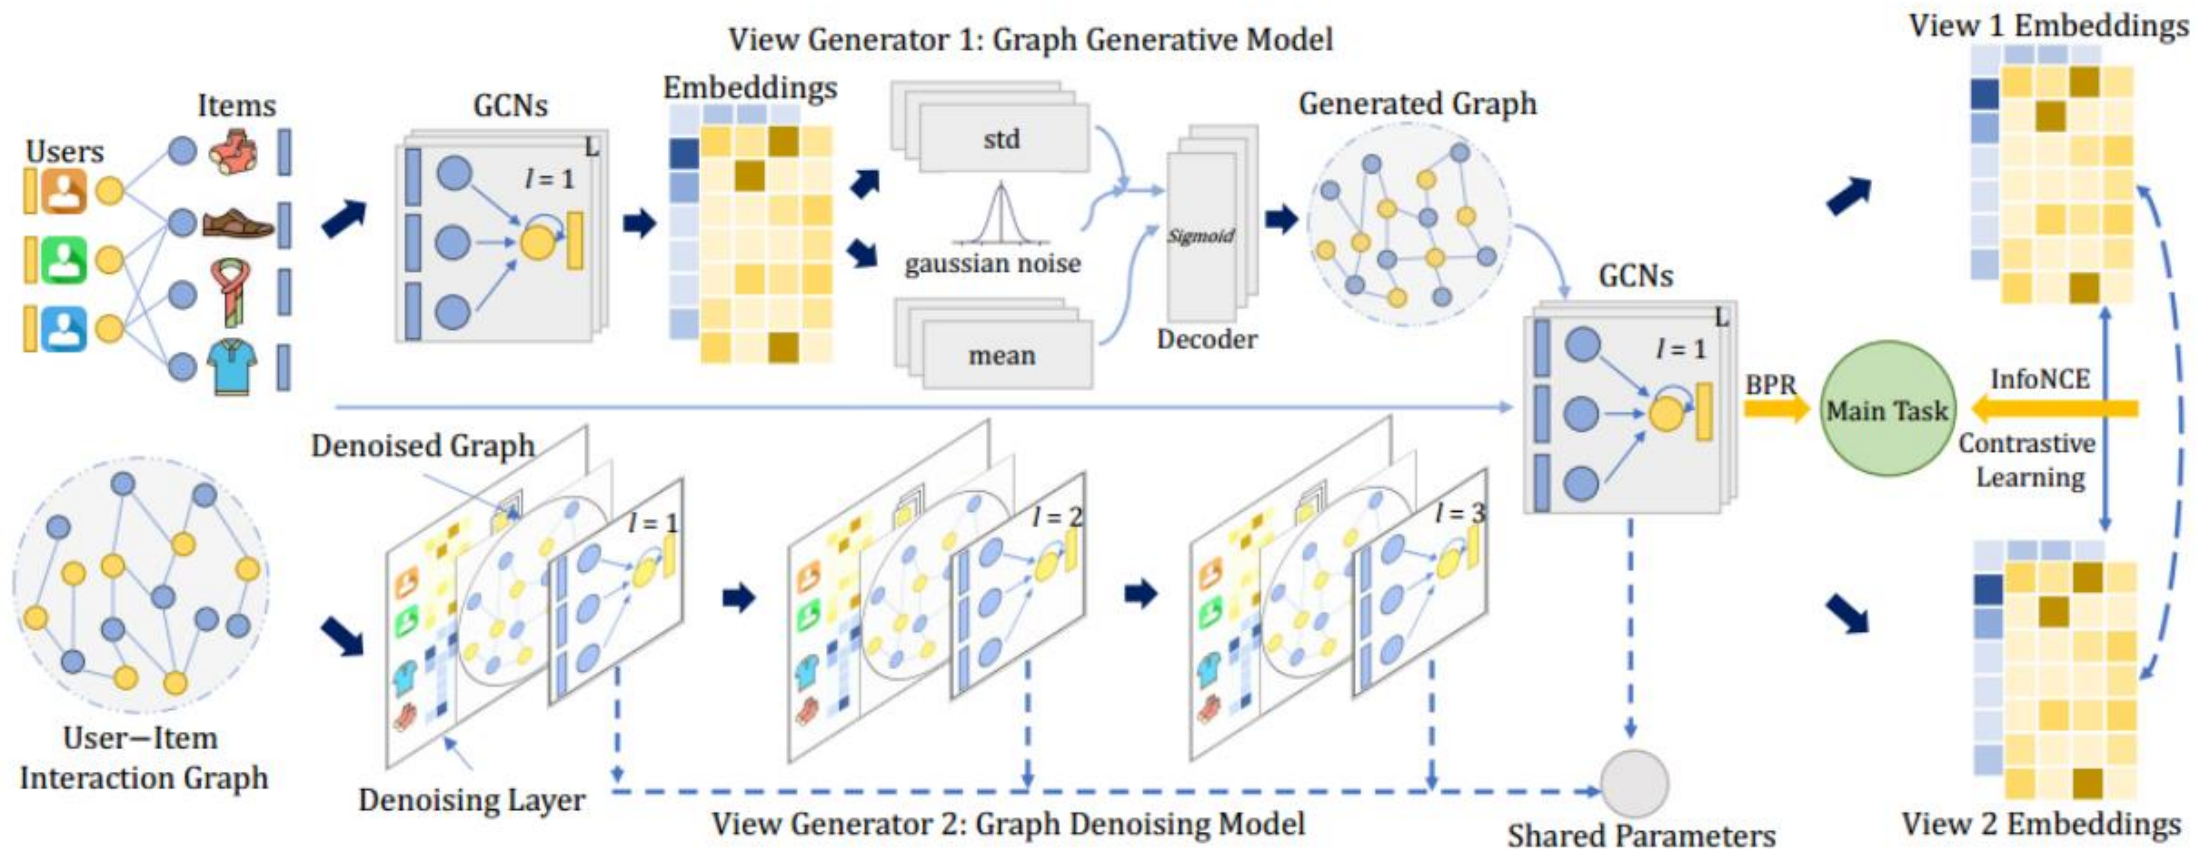 View Generator 1: Graph Generative Model
View 1 Embeddings
Items
Users
GCNs
L
l = 1
Embeddings
std
gaussian noise
mean
Sigmoid
Decoder
Generated Graph
GCNs
L
l = 1
BPR
Main Task
InfoNCE
Contrastive
Learning
Denoised Graph
l = 1
l = 2
l = 3
User−Item
Interaction Graph
Denoising Layer
View Generator 2: Graph Denoising Model
Shared Parameters
View 2 Embeddings